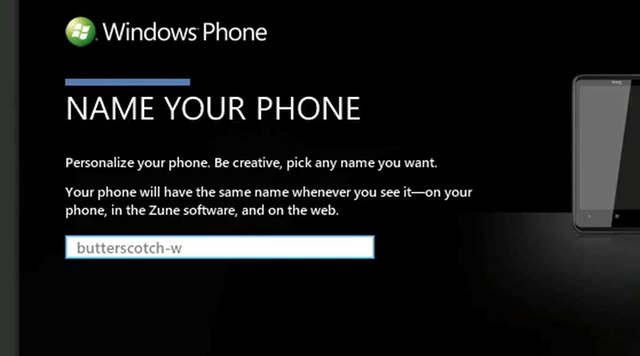 Windows Phone
NAME YOUR PHONE
Personalize your phone. Be creative, pick any name you want.
Your phone will have the same name whenever you see it—on your
phone, in the Zune software, and on the web.
butterscotch-w